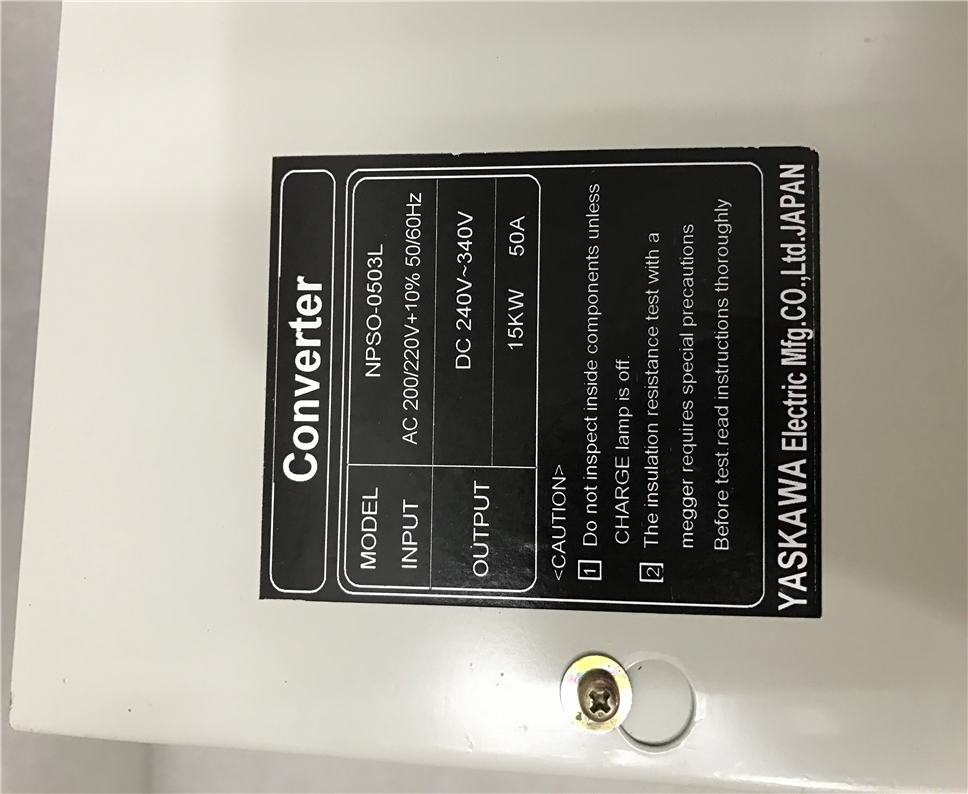 Converter
MODEL NPSO-0503L
INPUT AC 200/220V+10% 50/60Hz
OUTPUT DC 240V~340V
15KW 50A
<CAUTION>
1 Do not inspect inside components unless
CHARGE lamp is off.
2 The insulation resistance test with a
megger requires special precautions
Before test.read instructions thoroughly
YASKAWA Electric Mfg.CO.,Ltd.JAPAN